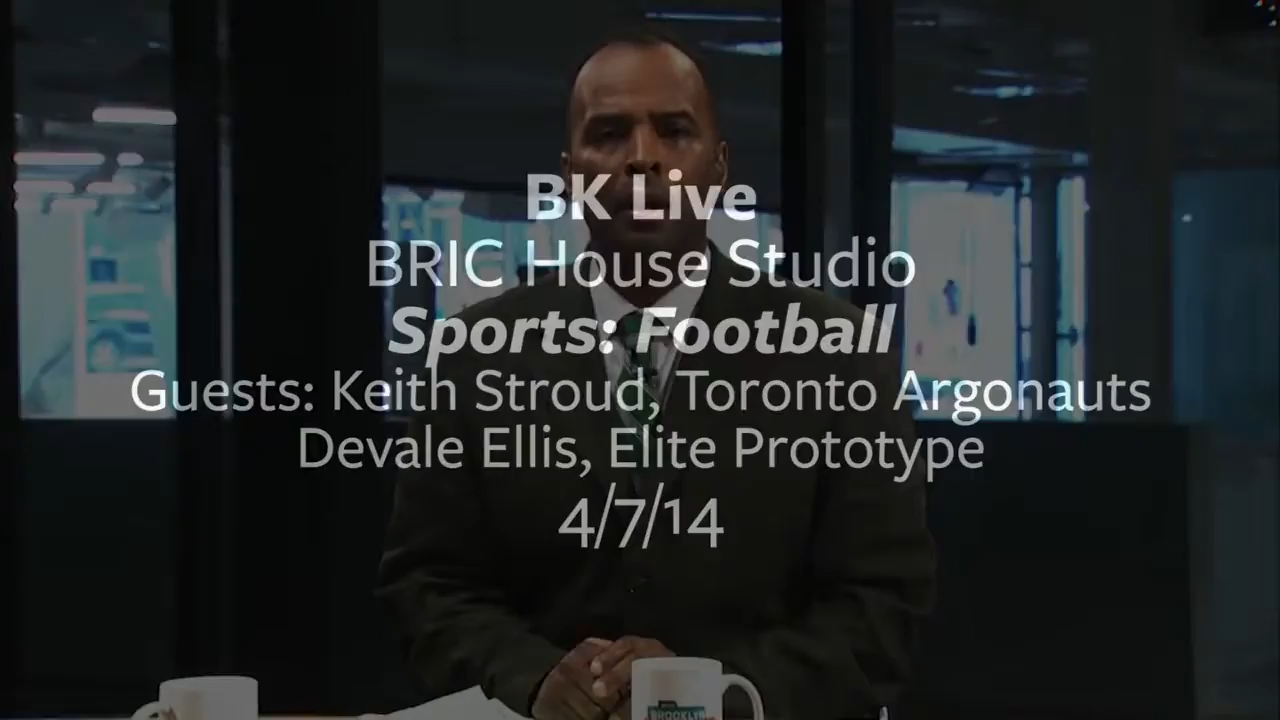 BK Live
BRIC House Studio
Sports: Football
Guests: Keith Stroud, Toronto Argonauts
Devale Ellis, Elite Prototype
4/7/14
BROOKLYN